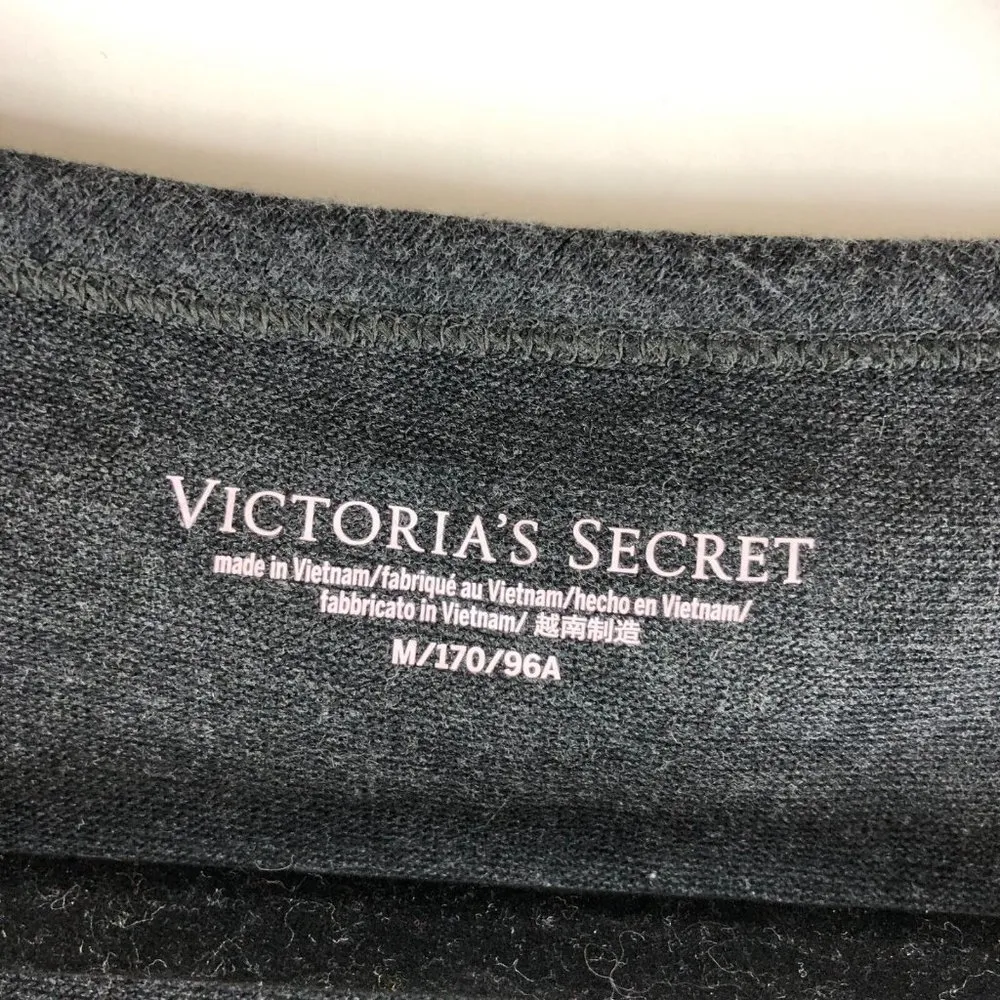 VICTORIA'S SECRET
made in Vietnam/fabriqué au Vietnam/hecho en Vietnam/
fabbricato in Vietnam/ 越南制造
M/170/96A